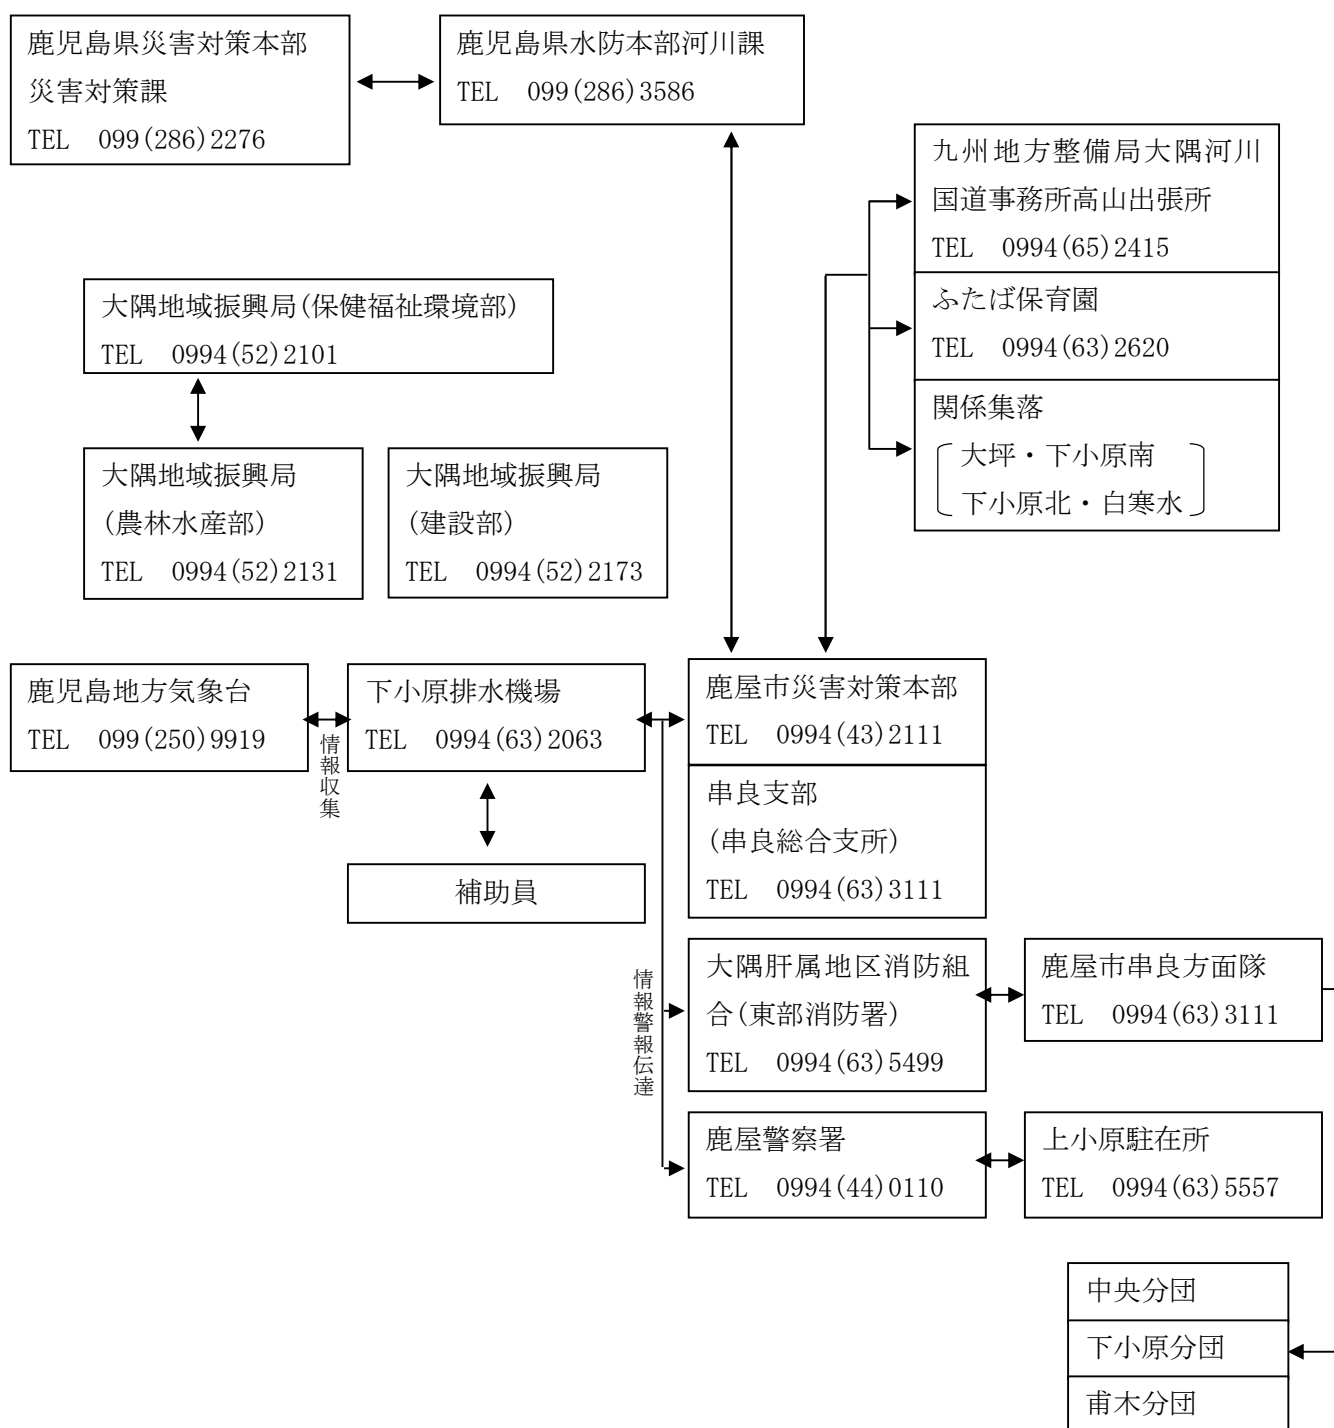 鹿児島県災害対策本部
災害対策課
TEL　099(286)2276
鹿児島県水防本部河川課
TEL　099(286)3586
九州地方整備局大隅河川
国道事務所高山出張所
TEL　0994(65)2415
ふたば保育園
TEL　0994(63)2620
関係集落
大坪・下小原南
下小原北・白寒水
大隅地域振興局(保健福祉環境部)
TEL　0994(52)2101
大隅地域振興局
(農林水産部)
TEL　0994(52)2131
大隅地域振興局
(建設部)
TEL　0994(52)2173
鹿児島地方気象台
TEL　099(250)9919
情報収集
下小原排水機場
TEL　0994(63)2063
補助員
鹿屋市災害対策本部
TEL　0994(43)2111
串良支部
(串良総合支所)
TEL　0994(63)3111
情報警報伝達
大隅肝属地区消防組
合(東部消防署)
TEL　0994(63)5499
鹿屋市串良方面隊
TEL　0994(63)3111
鹿屋警察署
TEL　0994(44)0110
上小原駐在所
TEL　0994(63)5557
中央分団
下小原分団
甫木分団